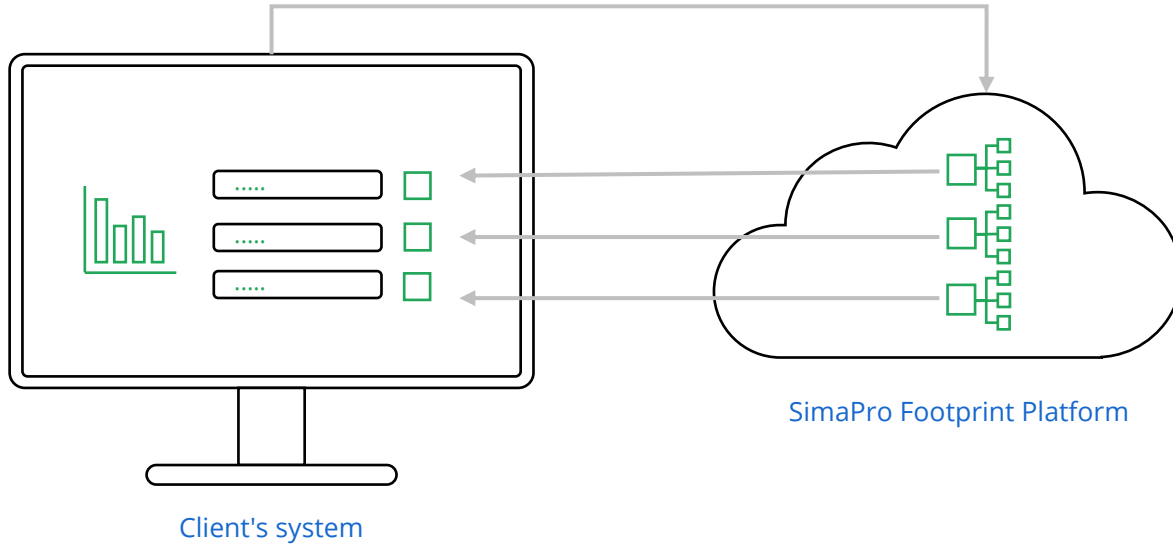 .....
.....
.....
SimaPro Footprint Platform
Client's system